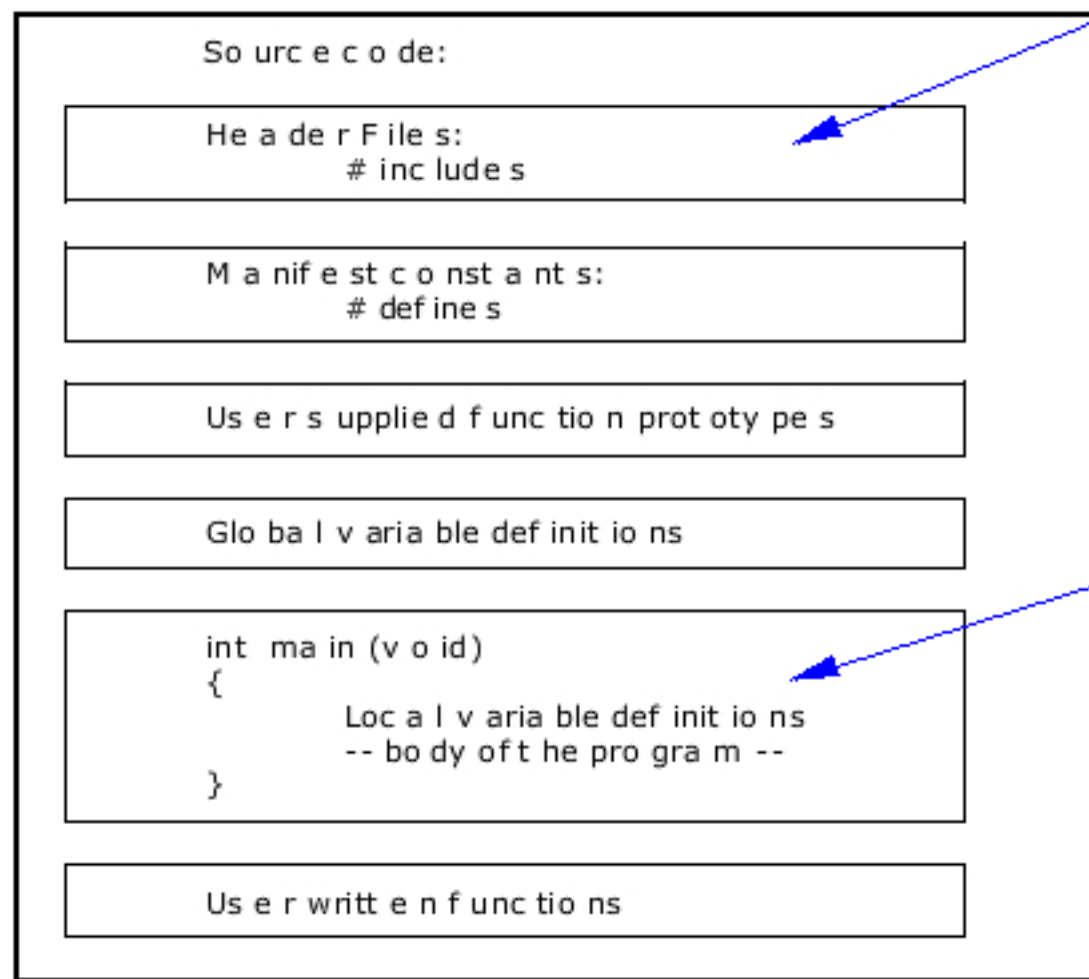 Source code:
Header Files:
# includes
Manifest constants:
# defines
User supplied function prototypes
Global variable definitions
int main (void)
{
Local variable definitions
-- body of the program --
}
User written functions